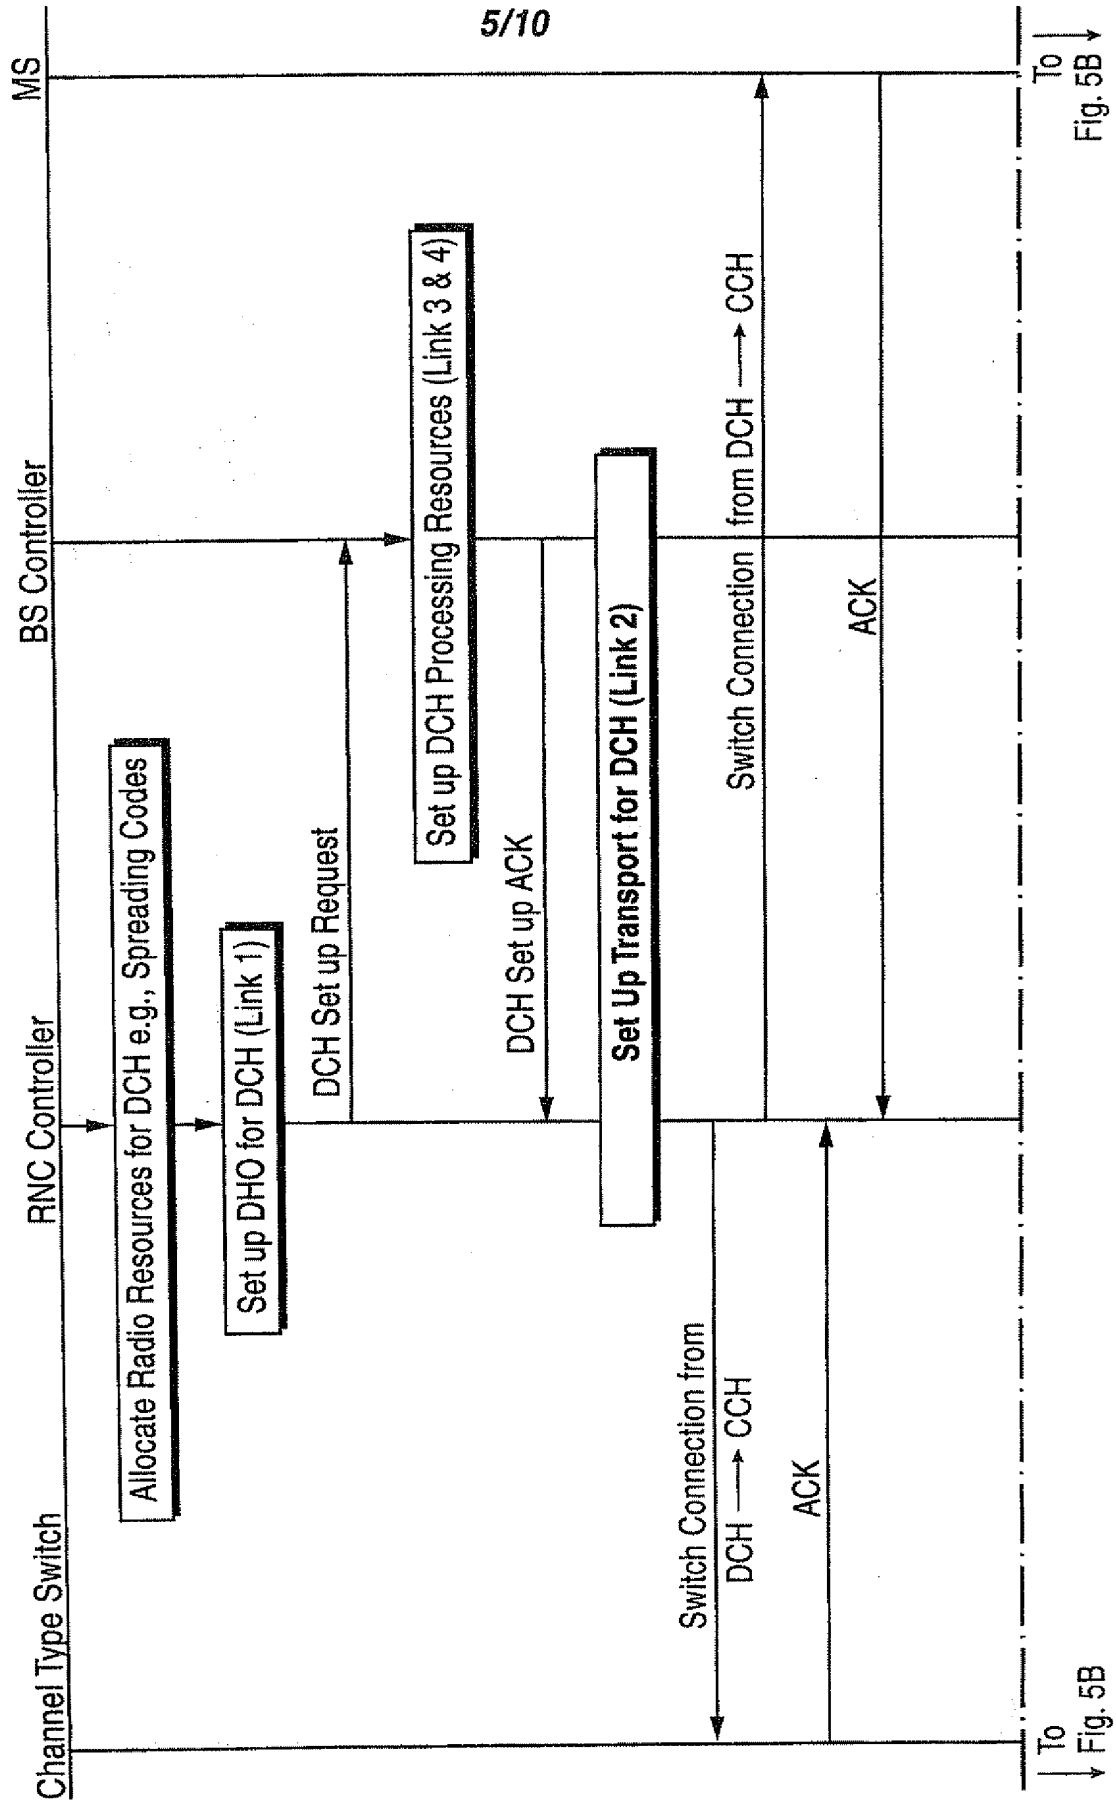 5/10
Channel Type Switch
RNC Controller
BS Controller
MS
Allocate Radio Resources for DCH e.g., Spreading Codes
Set up DHO for DCH (Link 1)
DCH Set up Request
Set up DCH Processing Resources (Link 3 & 4)
DCH Set up ACK
Set Up Transport for DCH (Link 2)
Switch Connection from
DCH → CCH
Switch Connection from DCH → CCH
ACK
ACK
To
Fig. 5B
To
Fig. 5B